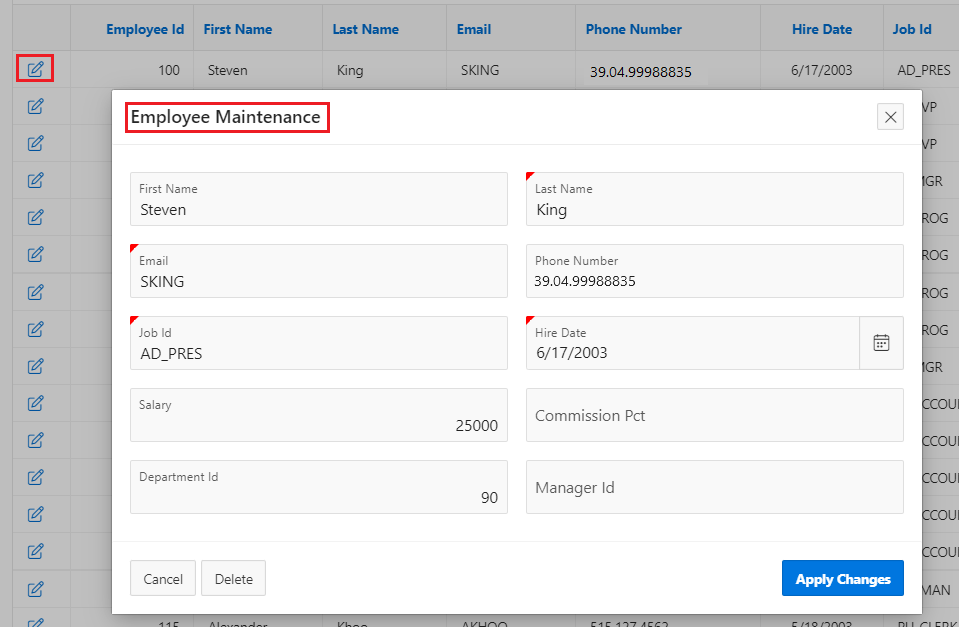 Employee Id First Name Last Name Email Phone Number Hire Date Job Id
100 Steven King SKING 39.04.99988835 6/17/2003 AD_PRES
VP
Employee Maintenance
VP
First Name Last Name
MGR
Steven King
ROG
Email Phone Number
ROG
SKING 39.04.99988835
ROG
Job Id Hire Date
ROG
AD_PRES 6/17/2003
MGR
Salary
CCOU
Commission Pct
25000
CCOU
Department Id
CCOU
Manager Id
90
CCOU
CCOU
Cancel Delete Apply Changes
MAN
115 Alexander Khoo AKHOO 515.127.4562 5/18/2003 PU_CLERK